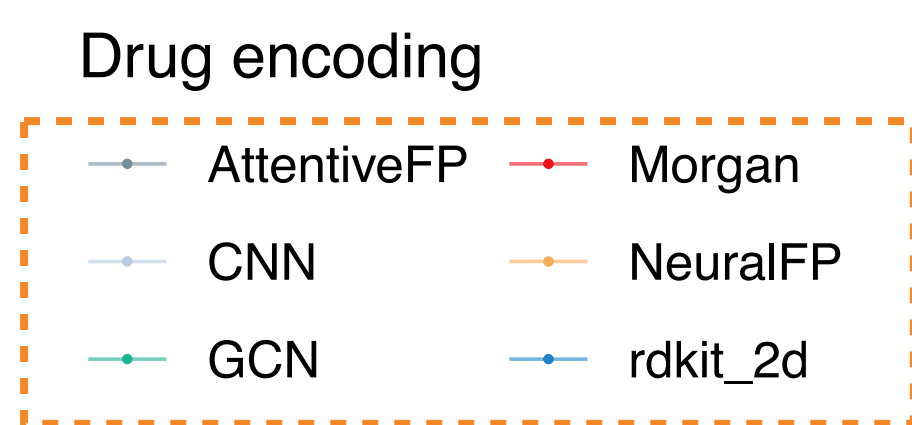 Drug encoding
AttentiveFP Morgan
CNN NeuralFP
GCN rdkit_2d